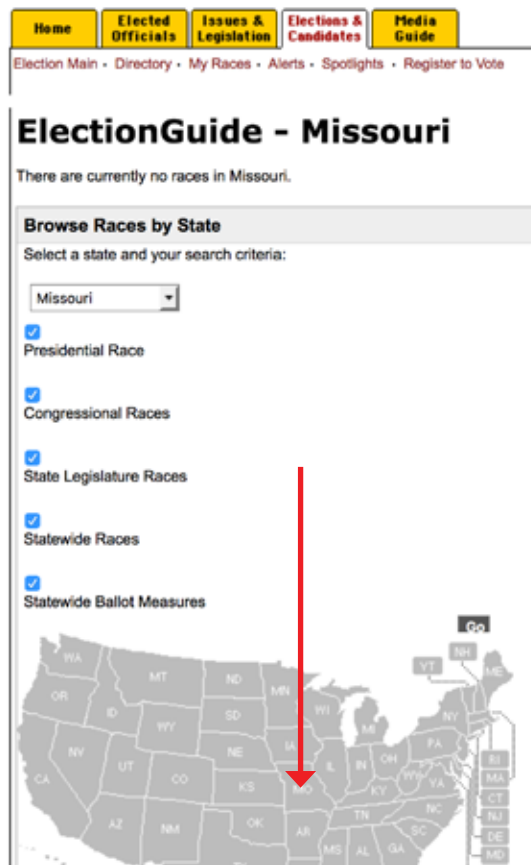 Home
Elected Officials
Issues & Legislation
Elections & Candidates
Media Guide
Election Main • Directory • My Races • Alerts • Spotlights • Register to Vote
ElectionGuide - Missouri
There are currently no races in Missouri.
Browse Races by State
Select a state and your search criteria:
Missouri
Presidential Race
Congressional Races
State Legislature Races
Statewide Races
Statewide Ballot Measures
Go
WA
MT
ND
MN
WI
MI
VT
NH
ME
OR
ID
WY
SD
IA
NY
NV
UT
CO
NE
IL
IN
OH
PA
RI
CA
KS
MO
KY
WV
VA
MA
CT
AZ
NM
OK
AR
TN
NC
NJ
SC
DE
MS
AL
GA
MD